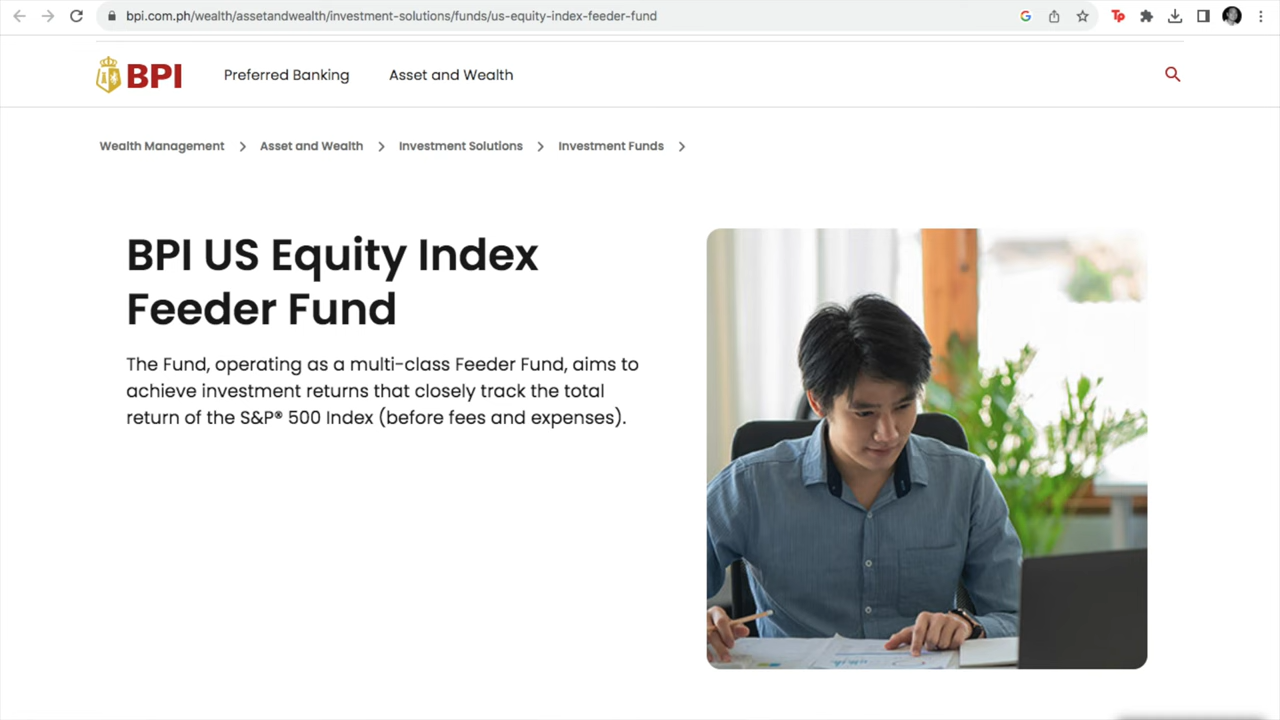 bpi.com.ph/wealth/assetandwealth/investment-solutions/funds/us-equity-index-feeder-fund
BPI Preferred Banking Asset and Wealth
Wealth Management > Asset and Wealth > Investment Solutions > Investment Funds >
BPI US Equity Index
Feeder Fund
The Fund, operating as a multi-class Feeder Fund, aims to
achieve investment returns that closely track the total
return of the S&P® 500 Index (before fees and expenses).